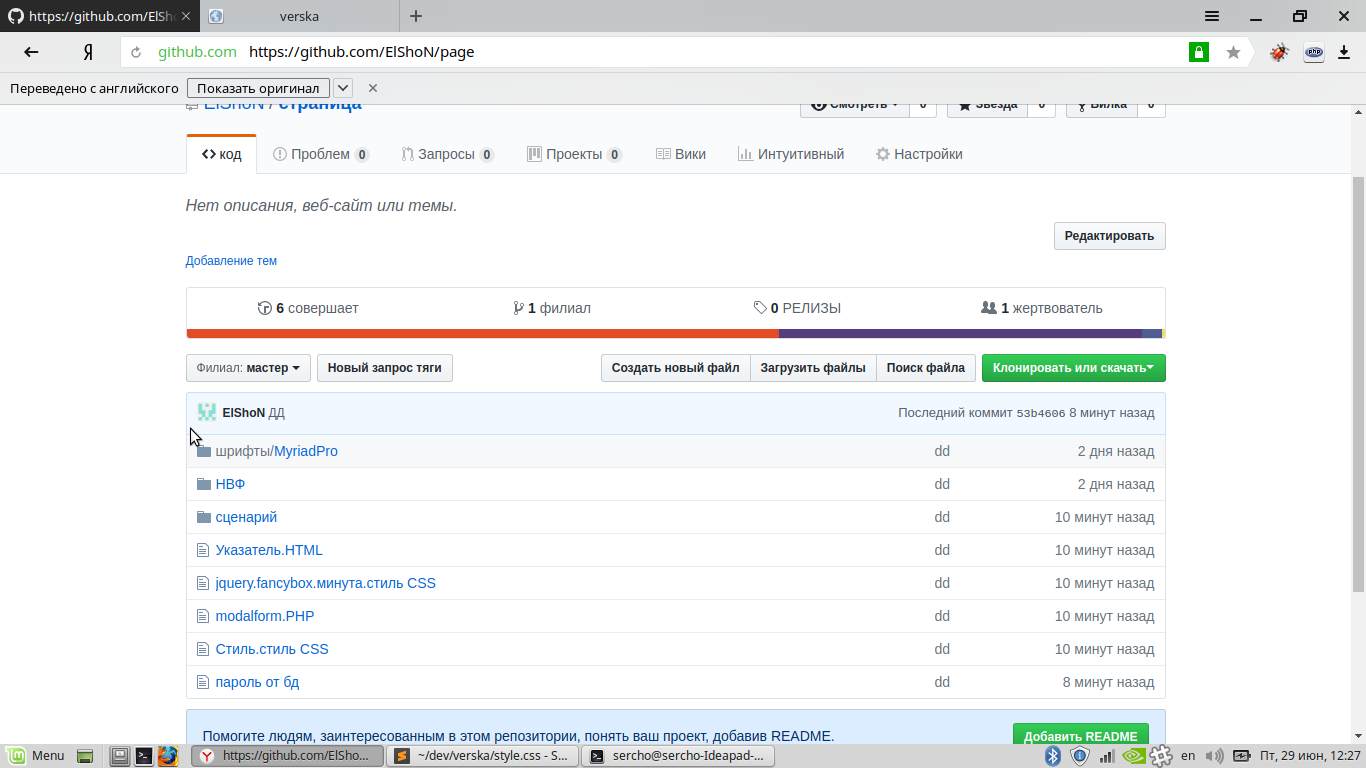 https://github.com/ElSho
verska
github.com https://github.com/ElShoN/page
Переведено с английского Показать оригинал
ElShoN / страница Смотреть 0 Звезда 0 Вилка 0
код Проблем 0 Запросы 0 Проекты 0 Вики Интуитивный Настройки
Нет описания, веб-сайт или темы.
Редактировать
Добавление тем
6 совершает 1 филиал 0 РЕЛИЗЫ 1 жертвователь
Филиал: мастер Новый запрос тяги Создать новый файл Загрузить файлы Поиск файла Клонировать или скачать
ElShoN ДД Последний коммит 53b4606 8 минут назад
шрифты/MyriadPro dd 2 дня назад
НВФ dd 2 дня назад
сценарий dd 10 минут назад
Указатель.HTML dd 10 минут назад
jquery.fancybox.минута.стиль CSS dd 10 минут назад
modalform.PHP dd 10 минут назад
Стиль.стиль CSS dd 10 минут назад
пароль от бд dd 8 минут назад
Помогите людям, заинтересованным в этом репозитории, понять ваш проект, добавив README. Добавить README
Menu https://github.com/ElSho... ~/dev/verska/style.css - S... sercho@sercho-Ideapad-... en Пт, 29 июн, 12:27